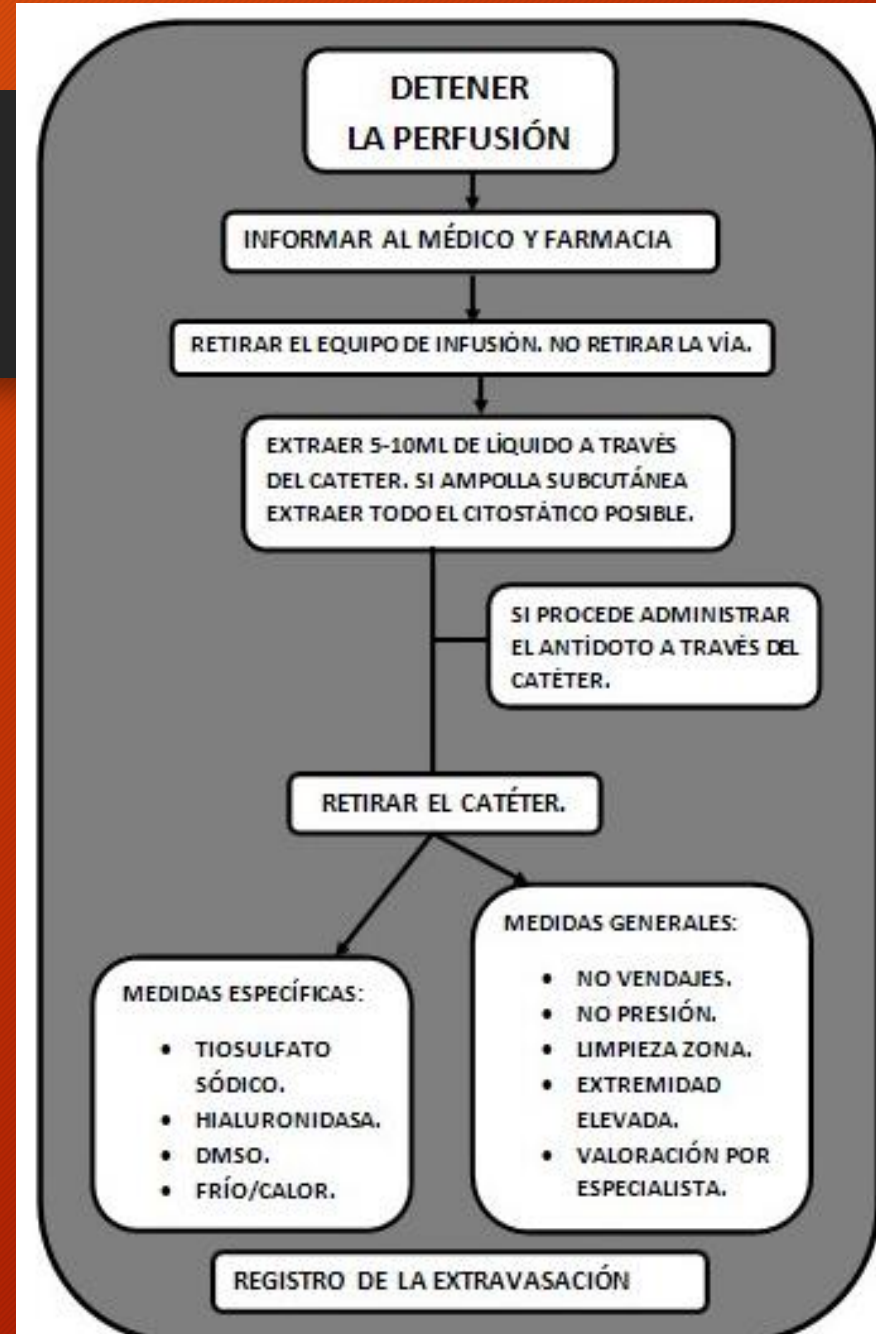 DETENER
LA PERFUSIÓN
INFORMAR AL MÉDICO Y FARMACIA
RETIRAR EL EQUIPO DE INFUSIÓN. NO RETIRAR LA VÍA.
EXTRAER 5-10ML DE LÍQUIDO A TRAVÉS
DEL CATETER. SI AMPOLLA SUBCUTÁNEA
EXTRAER TODO EL CITOSTÁTICO POSIBLE.
SI PROCEDE ADMINISTRAR
EL ANTÍDOTO A TRAVÉS DEL
CATÉTER.
RETIRAR EL CATÉTER.
MEDIDAS ESPECÍFICAS:
• TIOSULFATO
SÓDICO.
• HIALURONIDASA.
• DMSO.
• FRÍO/CALOR.
MEDIDAS GENERALES:
• NO VENDAJES.
• NO PRESIÓN.
• LIMPIEZA ZONA.
• EXTREMIDAD
ELEVADA.
• VALORACIÓN POR
ESPECIALISTA.
REGISTRO DE LA EXTRAVASACIÓN